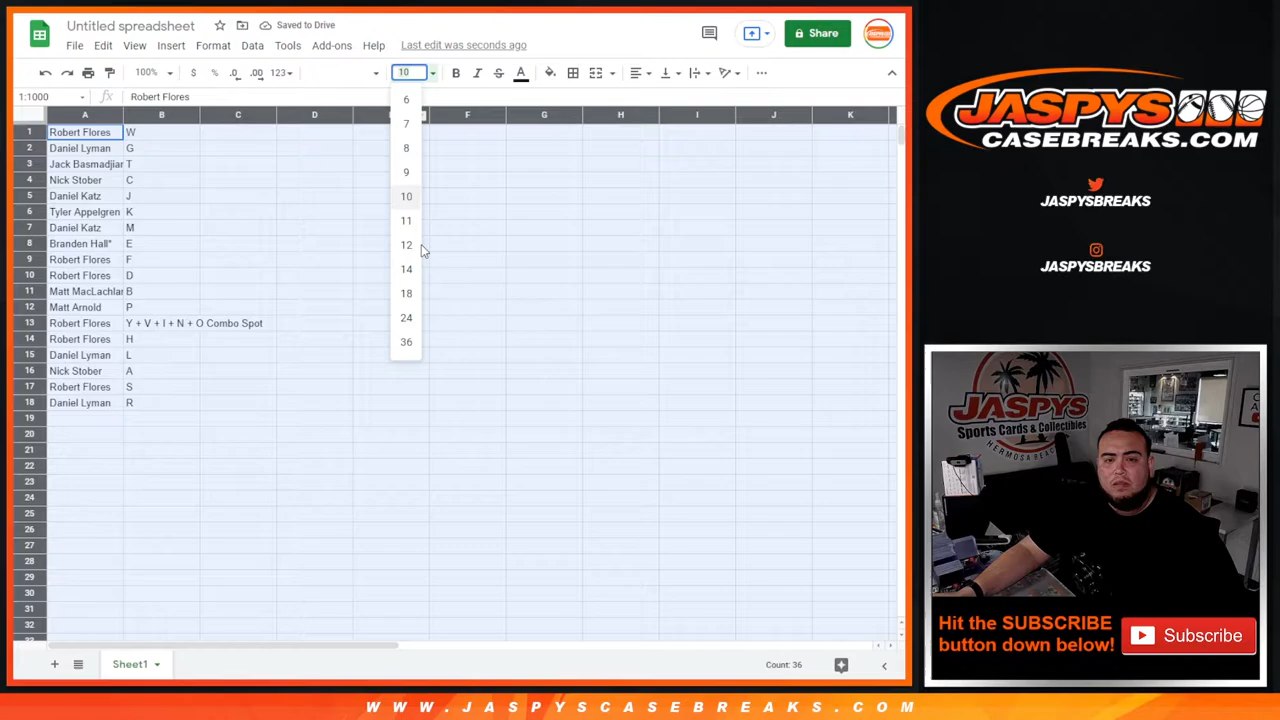 Untitled spreadsheet
Saved to Drive
File Edit View Insert Format Data Tools Add-ons Help Last edit was seconds ago
Share
100% $ % .0 .00 123 10
1:1000 fx Robert Flores
A B C D F G H I J K
1 Robert Flores W
2 Daniel Lyman G
3 Jack Basmadjian T
4 Nick Stober C
5 Daniel Katz J
6 Tyler Appelgren K
7 Daniel Katz M
8 Branden Hall* E
9 Robert Flores F
10 Robert Flores D
11 Matt MacLachlan B
12 Matt Arnold P
13 Robert Flores Y + V + I + N + O Combo Spot
14 Robert Flores H
15 Daniel Lyman L
16 Nick Stober A
17 Robert Flores S
18 Daniel Lyman R
19
20
21
22
23
24
25
26
27
28
29
30
31
32
6
7
8
9
10
11
12
14
18
24
36
Sheet1
Count: 36
JASPYS
CASEBREAKS.COM
JASPYSBREAKS
JASPYSBREAKS
JASPYS
Sports Cards & Collectibles
HERMOSA BEACH
Hit the SUBSCRIBE
button down below!
Subscribe
WWW.JASPYSCASEBREAKS.COM